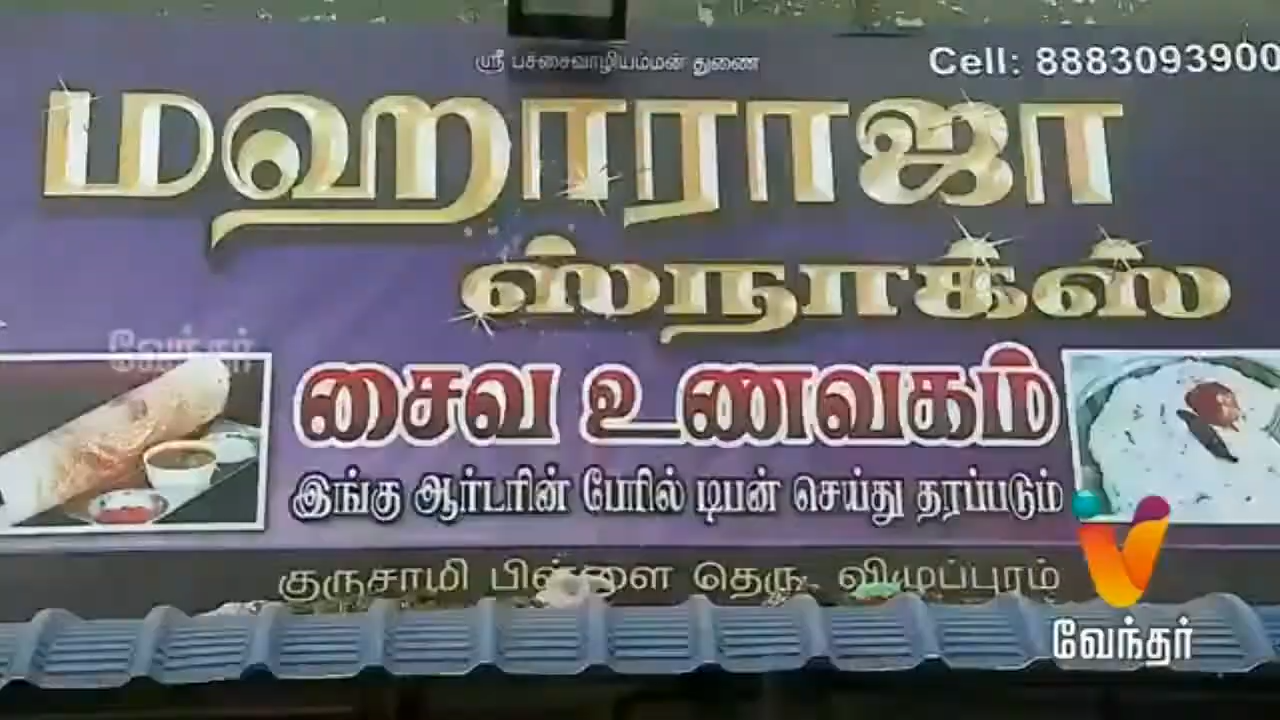 ஸ்ரீ பச்சைவாழியம்மன் துணை
Cell: 8883093900
மஹாராஜா
ஸ்நாக்ஸ்
வேந்தர்
சைவ உணவகம்
இங்கு ஆர்டரின் பேரில் டிபன் செய்து தரப்படும்
குருசாமி பிள்ளை தெரு, விழுப்புரம்
வேந்தர்